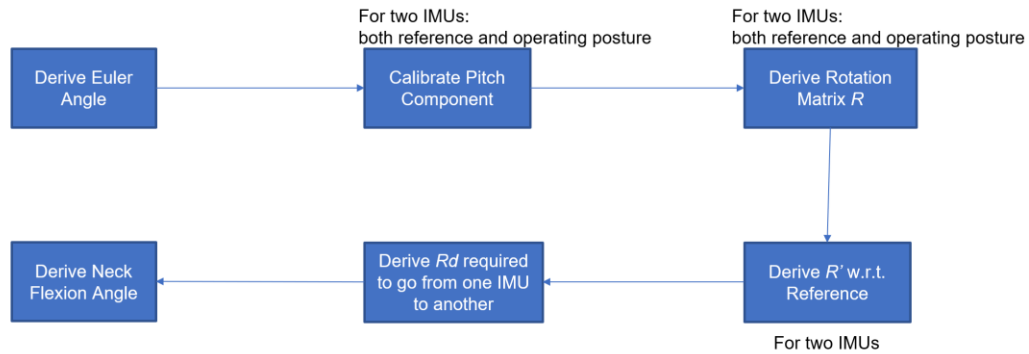 For two IMUs:
both reference and operating posture
For two IMUs:
both reference and operating posture
Derive Euler
Angle
Calibrate Pitch
Component
Derive Rotation
Matrix R
Derive Neck
Flexion Angle
Derive Rd required
to go from one IMU
to another
Derive R’ w.r.t.
Reference
For two IMUs